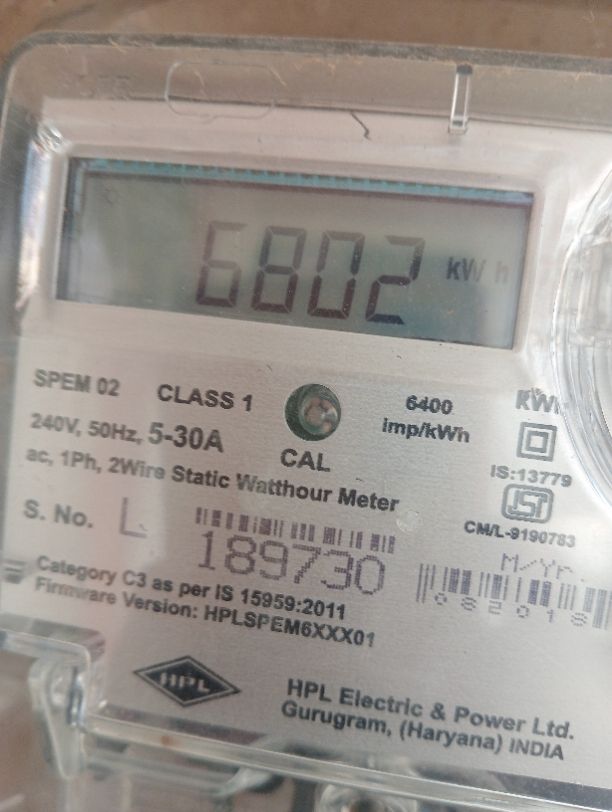 6802 kWh
SPEM 02 CLASS 1 6400 imp/kWh
240V, 50Hz, 5-30A CAL
ac, 1Ph, 2Wire Static Watthour Meter
IS:13779
ISI
CM/L-9190783
S. No. L 189730
M/Yr.
082018
Category C3 as per IS 15959:2011
Firmware Version: HPLSPEM6XXX01
HPL
HPL Electric & Power Ltd.
Gurugram, (Haryana) INDIA